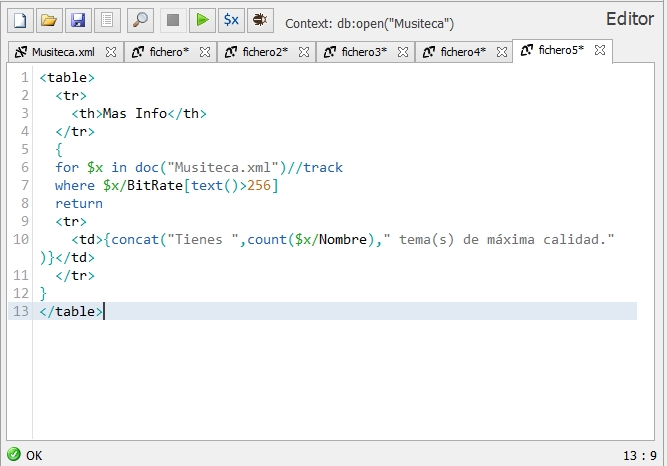 $x Context: db:open("Musiteca") Editor
Musiteca.xml fichero* fichero2* fichero3* fichero4* fichero5*
1 <table>
2 <tr>
3 <th>Mas Info</th>
4 </tr>
5 {
6 for $x in doc("Musiteca.xml")//track
7 where $x/BitRate[text()>256]
8 return
9 <tr>
10 <td>{concat("Tienes ",count($x/Nombre)," tema(s) de máxima calidad."
)}</td>
11 </tr>
12 }
13 </table>
OK 13 : 9